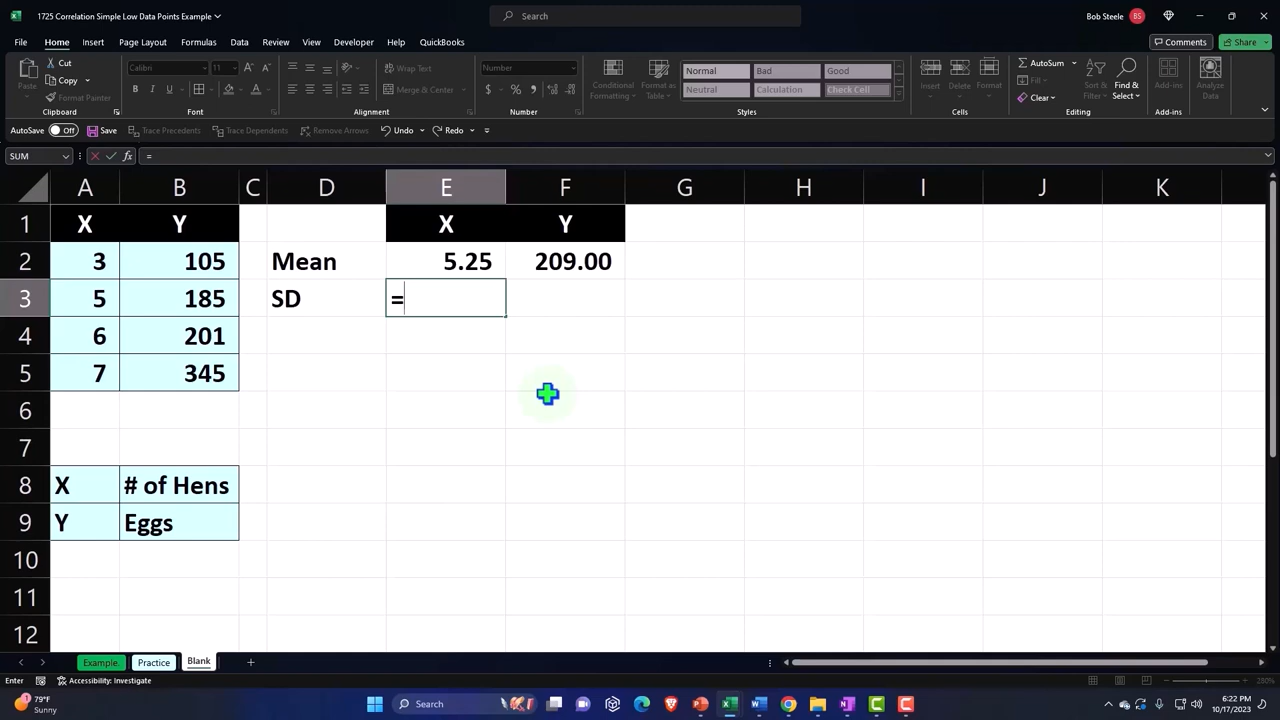 1725 Correlation Simple Low Data Points Example
Search
Bob Steele BS
File Home Insert Page Layout Formulas Data Review View Developer Help QuickBooks
Comments Share
Paste Cut Copy Format Painter
Clipboard
Calibri 11
B I U
Font
Wrap Text
Merge & Center
Alignment
Number
$ % ,
Number
Conditional Formatting Format as Table
Normal Bad Good
Neutral Calculation Check Cell
Styles
Insert Delete Format
Cells
AutoSum Fill Clear
Sort & Filter Find & Select
Editing
Add-ins
Add-ins
Analyze Data
AutoSave Off Save Trace Precedents Trace Dependents Remove Arrows Undo Redo
SUM fx =
A B C D E F G H I J K
1 X Y X Y
2 3 105 Mean 5.25 209.00
3 5 185 SD =
4 6 201
5 7 345
6
7
8 X # of Hens
9 Y Eggs
10
11
12
Example. Practice Blank
Enter Accessibility: Investigate 280%
79°F
Sunny
Search
6:22 PM
10/17/2023